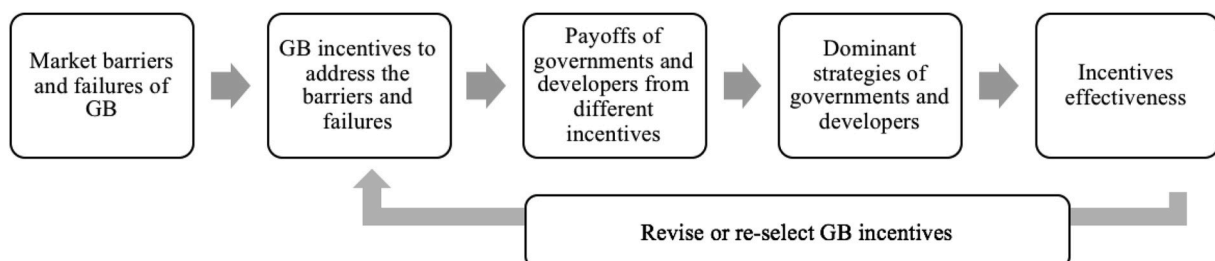 Market barriers
and failures of
GB
GB incentives to
address the
barriers and
failures
Payoffs of
governments and
developers from
different
incentives
Dominant
strategies of
governments and
developers
Incentives
effectiveness
Revise or re-select GB incentives